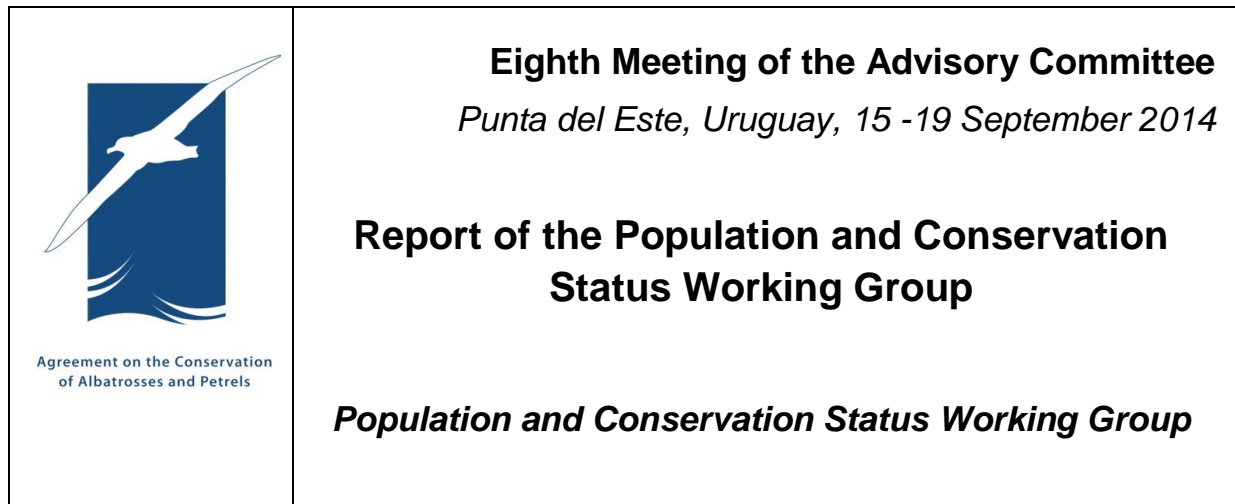 Agreement on the Conservation
of Albatrosses and Petrels
Eighth Meeting of the Advisory Committee
Punta del Este, Uruguay, 15 -19 September 2014
Report of the Population and Conservation
Status Working Group
Population and Conservation Status Working Group